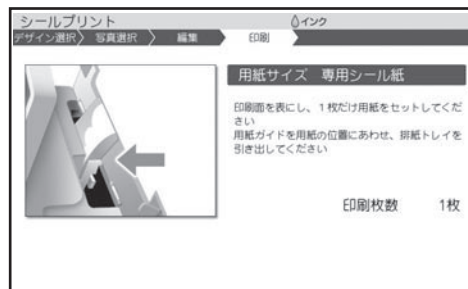 シールプリント
インク
デザイン選択 写真選択 編集 印刷
用紙サイズ 専用シール紙
印刷面を表にし、1枚だけ用紙をセットしてくだ
さい
用紙ガイドを用紙の位置にあわせ、排紙トレイを
引き出してください
印刷枚数 1枚